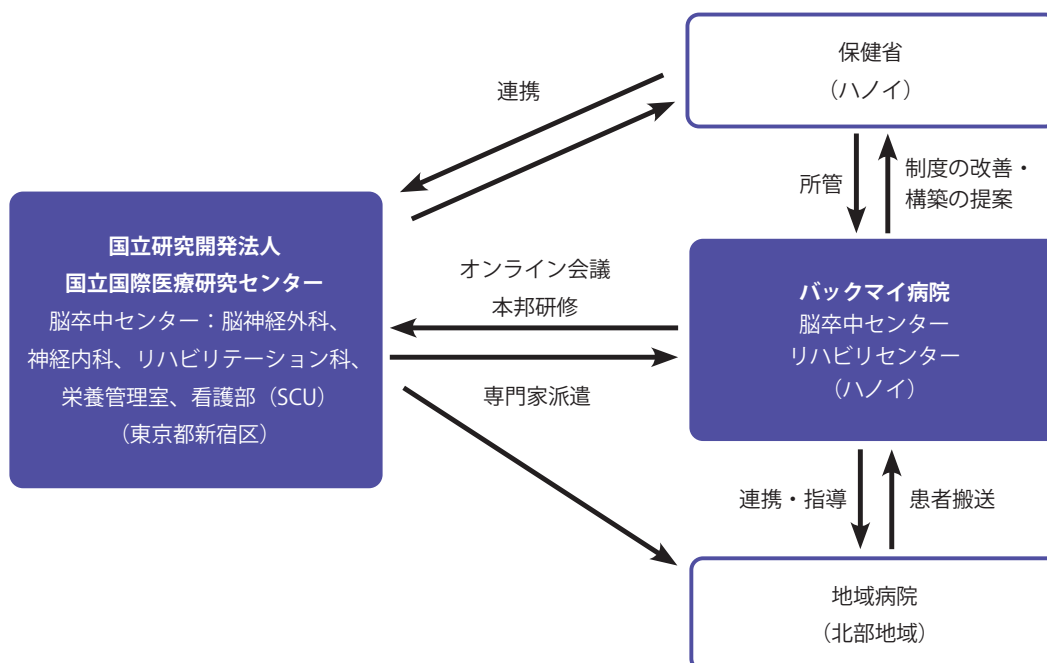 保健省
（ハノイ）
連携
所管
制度の改善・
構築の提案
国立研究開発法人
国立国際医療研究センター
脳卒中センター：脳神経外科、
神経内科、リハビリテーション科、
栄養管理室、看護部（SCU）
（東京都新宿区）
オンライン会議
本邦研修
専門家派遣
バックマイ病院
脳卒中センター
リハビリセンター
（ハノイ）
連携・指導
患者搬送
地域病院
（北部地域）